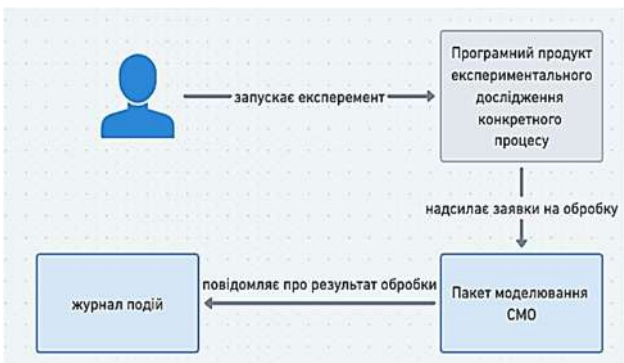 Програмний продукт
експериментального
дослідження
конкретного
процесу
запускає експеремент
надсилає заявки на обробку
повідомляє про результат обробки
журнал подій
Пакет моделювання
СМО